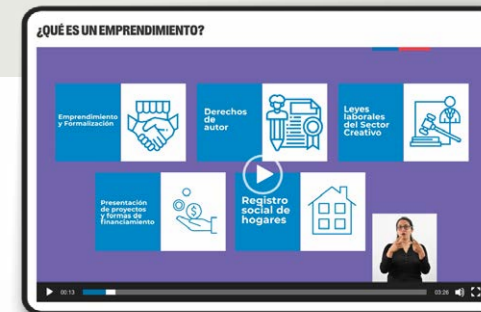 ¿QUÉ ES UN EMPRENDIMIENTO?
Emprendimiento
y Formalización
Derechos
de
autor
Leyes
laborales
del Sector
Creativo
Presentación
de proyectos
y formas de
financiamiento
Registro
social de
hogares
00:13
03:26